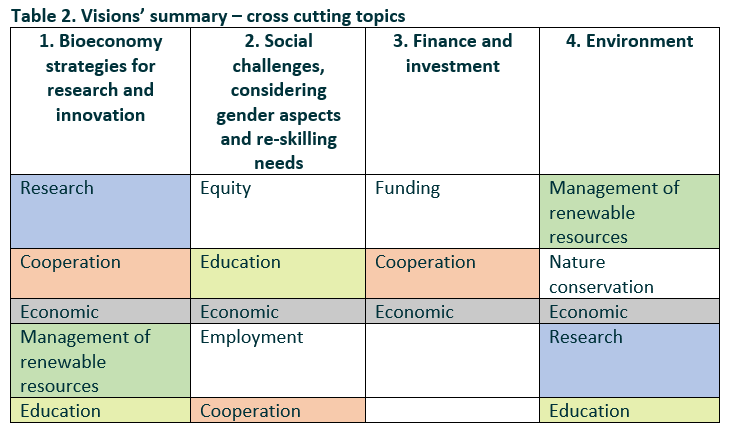 Table 2. Visions’ summary – cross cutting topics
1. Bioeconomy
strategies for
research and
innovation
2. Social
challenges,
considering
gender aspects
and re-skilling
needs
3. Finance and
investment
4. Environment
Research
Equity
Funding
Management of
renewable
resources
Cooperation
Education
Cooperation
Nature
conservation
Economic
Economic
Economic
Economic
Management of
renewable
resources
Employment
Research
Education
Cooperation
Education